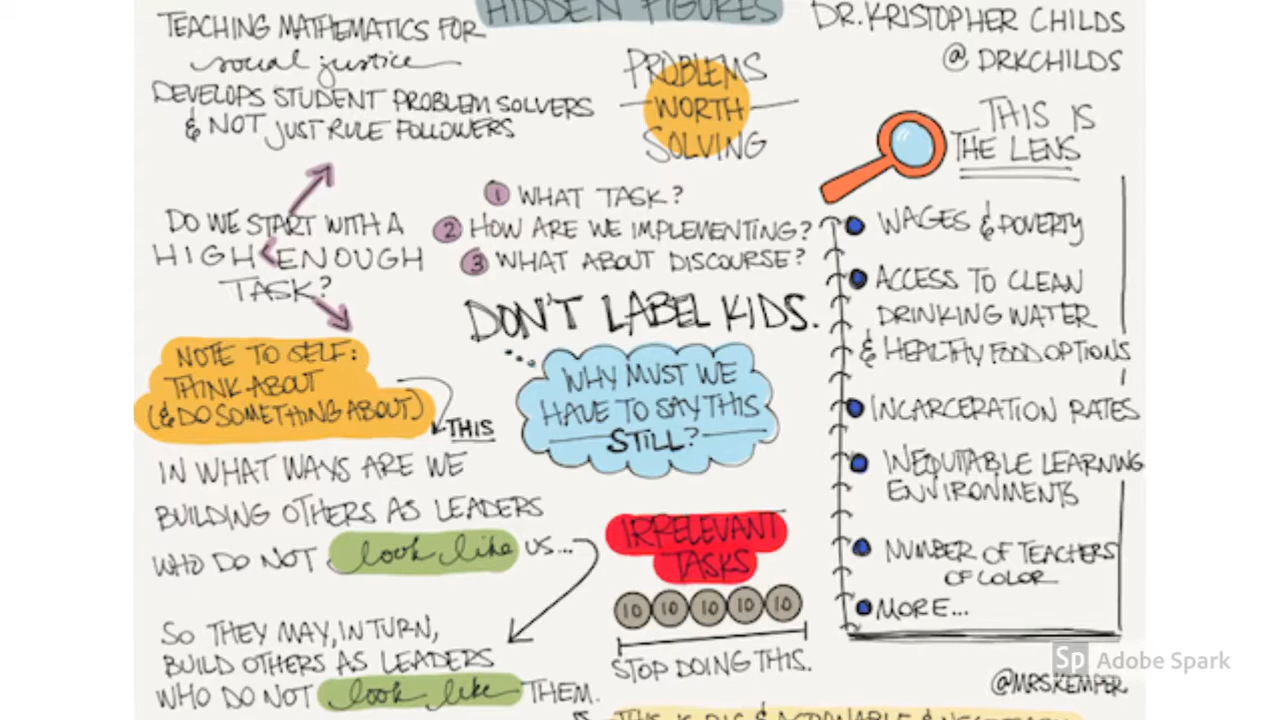 HIDDEN FIGURES
DR. KRISTOPHER CHILDS
@DRKCHILDS
TEACHING MATHEMATICS FOR
social justice
DEVELOPS STUDENT PROBLEM SOLVERS
& NOT JUST RULE FOLLOWERS
PROBLEMS
WORTH
SOLVING
THIS IS
THE LENS
DO WE START WITH A
HIGH ENOUGH
TASK?
1 WHAT TASK?
2 HOW ARE WE IMPLEMENTING?
3 WHAT ABOUT DISCOURSE?
DON'T LABEL KIDS.
WHY MUST WE
HAVE TO SAY THIS
STILL?
NOTE TO SELF:
THINK ABOUT
(& DO SOMETHING ABOUT)
THIS
IN WHAT WAYS ARE WE
BUILDING OTHERS AS LEADERS
WHO DO NOT look like US...
SO THEY MAY, IN TURN,
BUILD OTHERS AS LEADERS
WHO DO NOT look like THEM.
IRRELEVANT
TASKS
10 10 10 10 10
STOP DOING THIS.
WAGES & POVERTY
ACCESS TO CLEAN
DRINKING WATER
& HEALTHY FOOD OPTIONS
INCARCERATION RATES
INEQUITABLE LEARNING
ENVIRONMENTS
NUMBER OF TEACHERS
OF COLOR
MORE...
@MRSKEMPER
Sp Adobe Spark